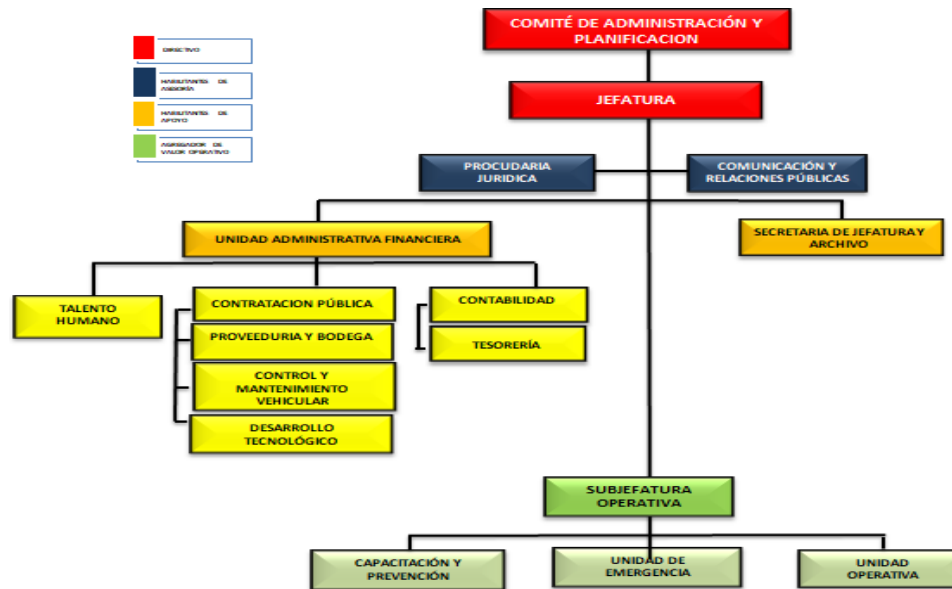 COMITÉ DE ADMINISTRACIÓN Y
PLANIFICACION
DIRECTIVO
HABILITANTES DE
ASESORÍA
HABILITANTES DE
APOYO
AGREGADOR DE
VALOR OPERATIVO
JEFATURA
PROCUDARIA
JURIDICA
COMUNICACIÓN Y
RELACIONES PÚBLICAS
UNIDAD ADMINISTRATIVA FINANCIERA
SECRETARIA DE JEFATURA Y
ARCHIVO
TALENTO
HUMANO
CONTRATACION PÚBLICA
PROVEEDURIA Y BODEGA
CONTROL Y
MANTENIMIENTO
VEHICULAR
DESARROLLO
TECNOLÓGICO
CONTABILIDAD
TESORERÍA
SUBJEFATURA
OPERATIVA
CAPACITACIÓN Y
PREVENCIÓN
UNIDAD DE
EMERGENCIA
UNIDAD
OPERATIVA